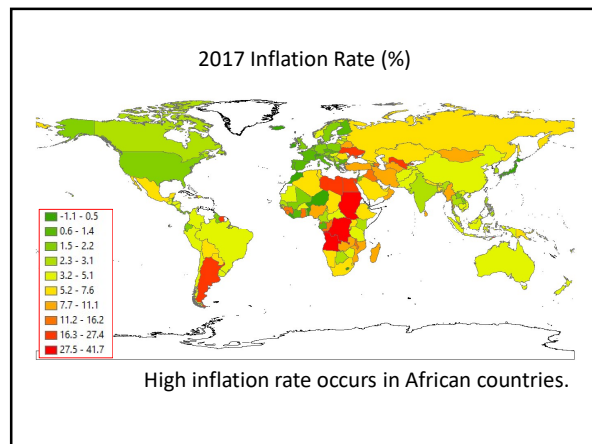 2017 Inflation Rate (%)
-1.1 - 0.5
0.6 - 1.4
1.5 - 2.2
2.3 - 3.1
3.2 - 5.1
5.2 - 7.6
7.7 - 11.1
11.2 - 16.2
16.3 - 27.4
27.5 - 41.7
High inflation rate occurs in African countries.